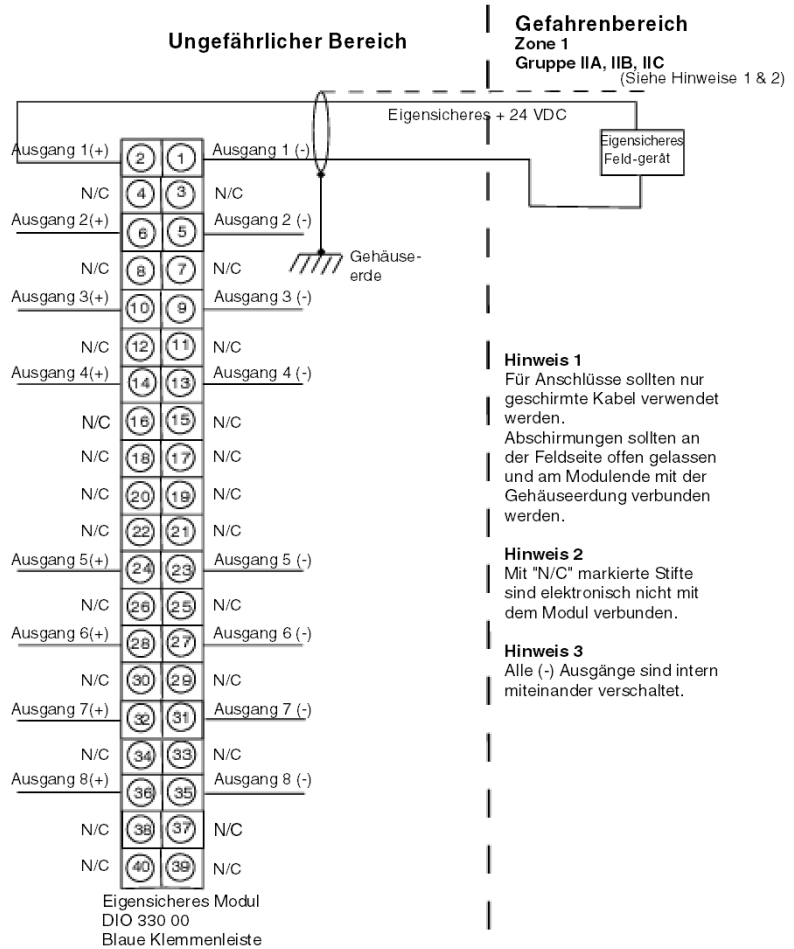 Ungefährlicher Bereich
Gefahrenbereich
Zone 1
Gruppe IIA, IIB, IIC
(Siehe Hinweise 1 & 2)
Eigensicheres + 24 VDC
Eigensicheres
Feld-gerät
Ausgang 1(+) 2 1 Ausgang 1 (-)
N/C 4 3 N/C
Ausgang 2(+) 6 5 Ausgang 2 (-)
N/C 8 7 N/C
Gehäuse-
erde
Ausgang 3(+) 10 9 Ausgang 3 (-)
N/C 12 11 N/C
Ausgang 4(+) 14 13 Ausgang 4 (-)
N/C 16 15 N/C
N/C 18 17 N/C
N/C 20 19 N/C
N/C 22 21 N/C
Ausgang 5(+) 24 23 Ausgang 5 (-)
N/C 26 25 N/C
Ausgang 6(+) 28 27 Ausgang 6 (-)
N/C 30 29 N/C
Ausgang 7(+) 32 31 Ausgang 7 (-)
N/C 34 33 N/C
Ausgang 8(+) 36 35 Ausgang 8 (-)
N/C 38 37 N/C
N/C 40 39 N/C
Eigensicheres Modul
DIO 330 00
Blaue Klemmenleiste
Hinweis 1
Für Anschlüsse sollten nur
geschirmte Kabel verwendet
werden.
Abschirmungen sollten an
der Feldseite offen gelassen
und am Modulende mit der
Gehäuseerdung verbunden
werden.
Hinweis 2
Mit "N/C" markierte Stifte
sind elektronisch nicht mit
dem Modul verbunden.
Hinweis 3
Alle (-) Ausgänge sind intern
miteinander verschaltet.